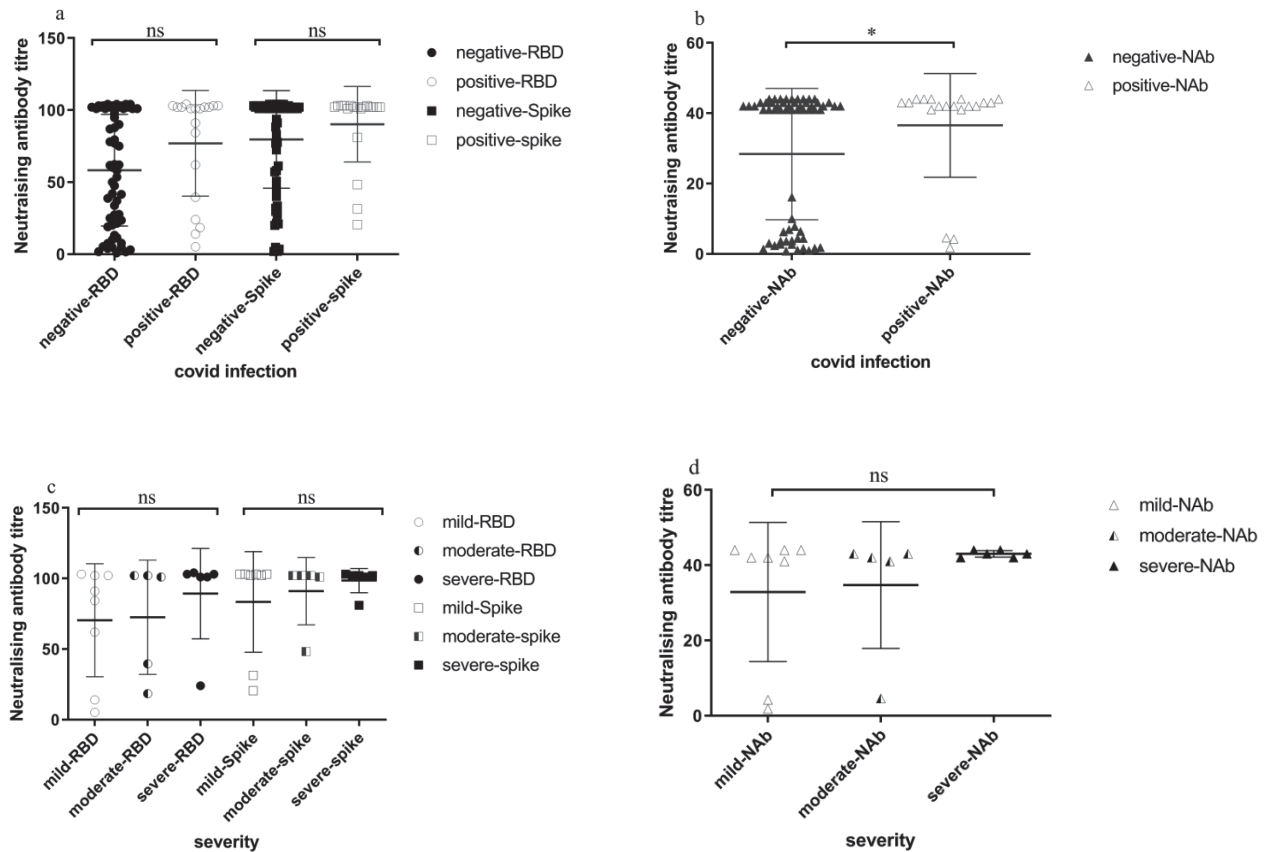 a
ns
ns
150
100
50
0
Neutraising antibody titre
negative-RBD
positive-RBD
negative-Spike
positive-spike
covid infection
negative-RBD
positive-RBD
negative-Spike
positive-spike
b
*
60
40
20
0
Neutraising antibody titre
negative-NAb
positive-NAb
covid infection
negative-NAb
positive-NAb
c
ns
ns
150
100
50
0
Neutralising antibody titre
mild-RBD
moderate-RBD
severe-RBD
mild-Spike
moderate-spike
severe-spike
severity
mild-RBD
moderate-RBD
severe-RBD
mild-Spike
moderate-spike
severe-spike
d
ns
60
40
20
0
Neutralising antibody titre
mild-NAb
moderate-NAb
severe-NAb
severity
mild-NAb
moderate-NAb
severe-NAb